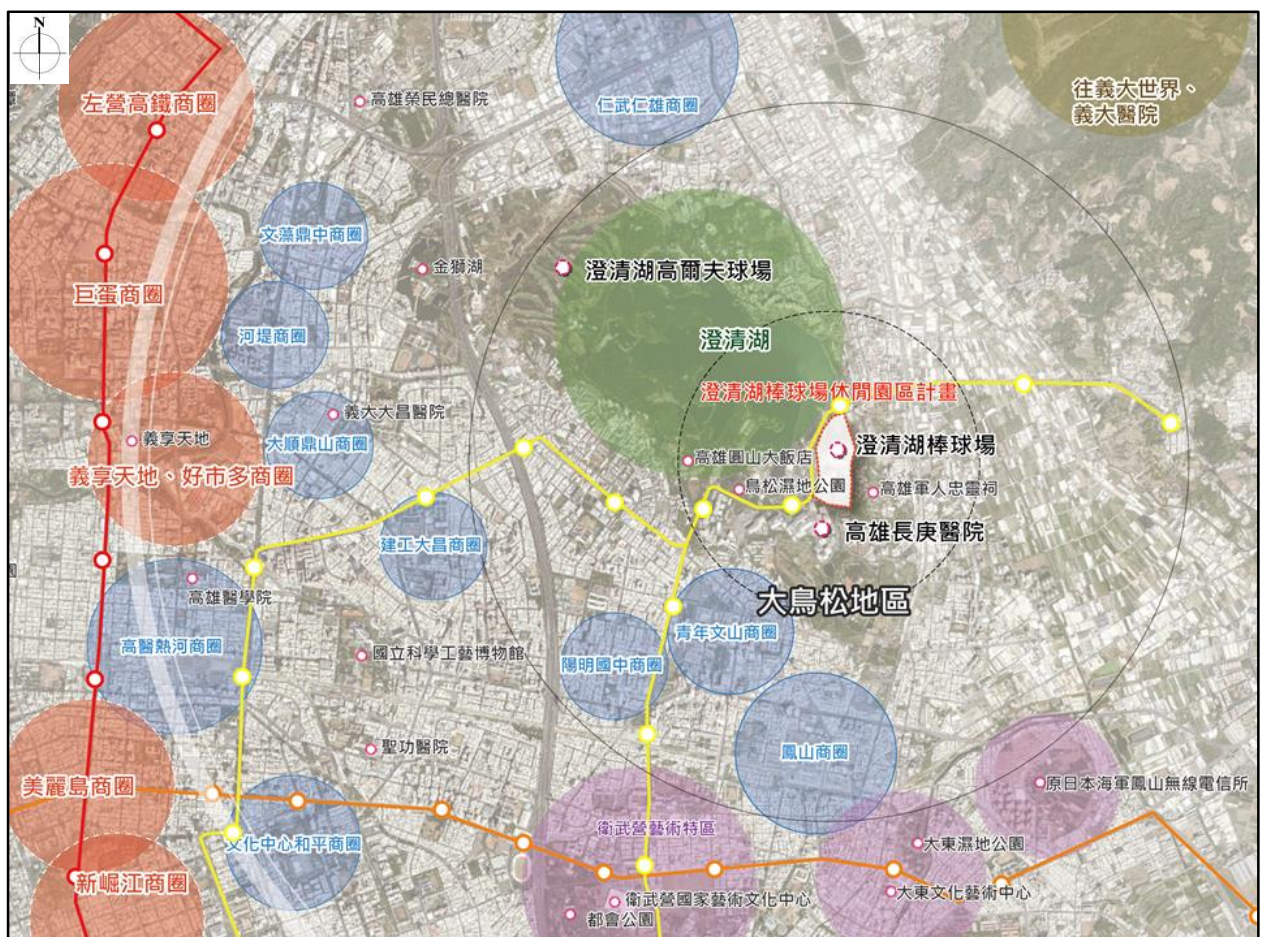 N
左營高鐵商圈
高雄榮民總醫院
仁武仁雄商圈
往義大世界、
義大醫院
文藻鼎中商圈
金獅湖
澄清湖高爾夫球場
巨蛋商圈
河堤商圈
澄清湖
澄清湖棒球場休閒園區計畫
義大大昌醫院
義享天地
大順鼎山商圈
義享天地、好市多商圈
高雄圓山大飯店
澄清湖棒球場
鳥松濕地公園
高雄軍人忠靈祠
高雄長庚醫院
建工大昌商圈
高雄醫學院
大鳥松地區
高醫熱河商圈
國立科學工藝博物館
陽明國中商圈
青年文山商圈
聖功醫院
鳳山商圈
美麗島商圈
原日本海軍鳳山無線電信所
文化中心和平商圈
衛武營藝術特區
大東濕地公園
新崛江商圈
衛武營國家藝術文化中心
大東文化藝術中心
都會公園